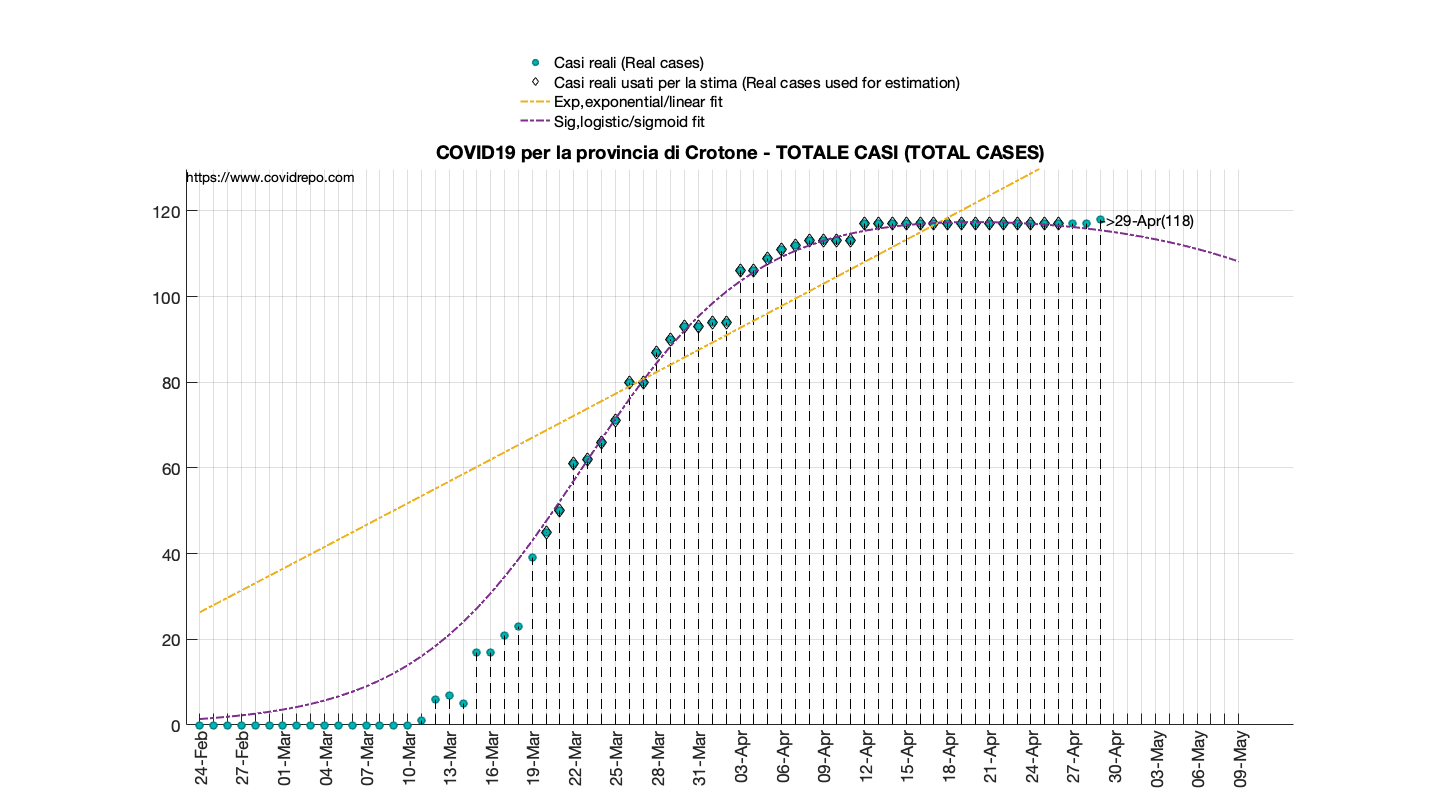 Casi reali (Real cases)
Casi reali usati per la stima (Real cases used for estimation)
Exp,exponential/linear fit
Sig,logistic/sigmoid fit
COVID19 per la provincia di Crotone - TOTALE CASI (TOTAL CASES)
https://www.covidrepo.com
120
->29-Apr(118)
100
80
60
40
20
0
24-Feb
27-Feb
01-Mar
04-Mar
07-Mar
10-Mar
13-Mar
16-Mar
19-Mar
22-Mar
25-Mar
28-Mar
31-Mar
03-Apr
06-Apr
09-Apr
12-Apr
15-Apr
18-Apr
21-Apr
24-Apr
27-Apr
30-Apr
03-May
06-May
09-May